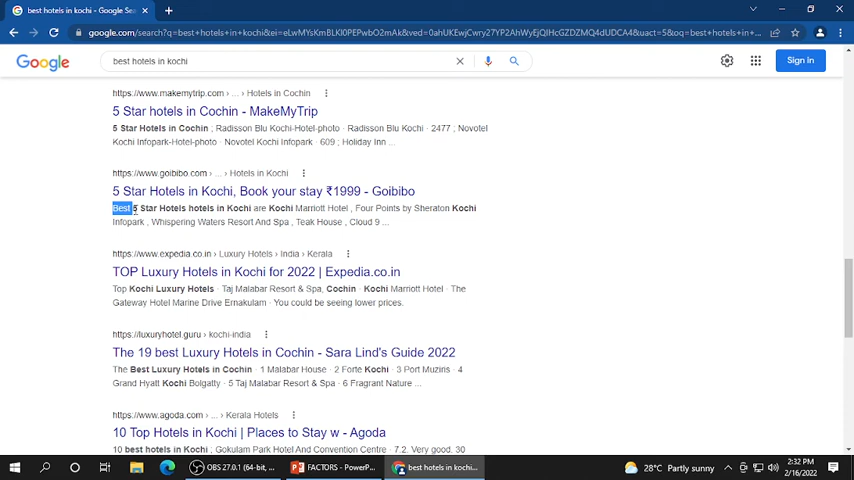 best hotels in kochi - Google Se
google.com/search?q=best+hotels+in+kochi&ei=eLwMYsKmBLKl0PEPwbO2mAk&ved=0ahUKEwjCwry27YP2AhWyEjQIHcGZDZMQ4dUDCA4&uact=5&oq=best+hotels+in+...
Google
best hotels in kochi
Sign in
https://www.makemytrip.com › ... › Hotels in Cochin
5 Star hotels in Cochin - MakeMyTrip
5 Star Hotels in Cochin ; Radisson Blu Kochi-Hotel-photo · Radisson Blu Kochi · 2477 ; Novotel
Kochi Infopark-Hotel-photo · Novotel Kochi Infopark · 609 ; Holiday Inn ...
https://www.goibibo.com › ... › Hotels in Kochi
5 Star Hotels in Kochi, Book your stay ₹1999 - Goibibo
Best 5 Star Hotels hotels in Kochi are Kochi Marriott Hotel , Four Points by Sheraton Kochi
Infopark , Whispering Waters Resort And Spa , Teak House , Cloud 9 ...
https://www.expedia.co.in › Luxury Hotels › India › Kerala
TOP Luxury Hotels in Kochi for 2022 | Expedia.co.in
Top Kochi Luxury Hotels · Taj Malabar Resort & Spa, Cochin · Kochi Marriott Hotel · The
Gateway Hotel Marine Drive Ernakulam · You could be seeing lower prices.
https://luxuryhotel.guru › kochi-india
The 19 best Luxury Hotels in Cochin - Sara Lind's Guide 2022
The Best Luxury Hotels in Cochin · 1 Malabar House · 2 Forte Kochi · 3 Port Muziris · 4
Grand Hyatt Kochi Bolgatty · 5 Taj Malabar Resort & Spa · 6 Fragrant Nature ...
https://www.agoda.com › ... › Kerala Hotels
10 Top Hotels in Kochi | Places to Stay w - Agoda
10 best hotels in Kochi ; Gokulam Park Hotel And Convention Centre · 7.2. Very good. 30
OBS 27.0.1 (64-bit, ...
FACTORS - PowerP...
best hotels in kochi...
28°C Partly sunny
2:32 PM
2/16/2022